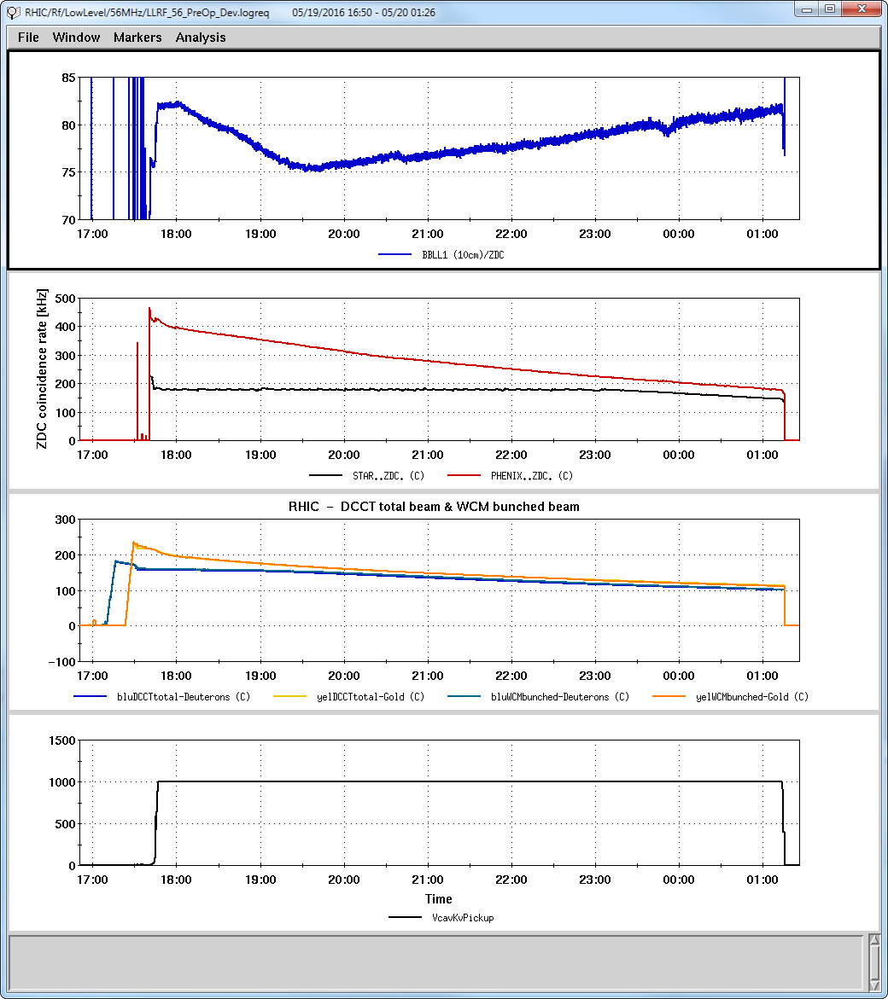 RHIC/Rf/LowLevel/56MHz/LLRF_56_PreOp_Dev.logreq 05/19/2016 16:50 - 05/20 01:26
File Window Markers Analysis
85
80
75
70
17:00 18:00 19:00 20:00 21:00 22:00 23:00 00:00 01:00
BBLL1 (10cm)/ZDC
ZDC coincidence rate [kHz]
500
400
300
200
100
0
17:00 18:00 19:00 20:00 21:00 22:00 23:00 00:00 01:00
STAR..ZDC. (C) PHENIX..ZDC. (C)
RHIC - DCCT total beam & WCM bunched beam
300
200
100
0
-100
17:00 18:00 19:00 20:00 21:00 22:00 23:00 00:00 01:00
bluDCCTtotal-Deuterons (C) yelDCCTtotal-Gold (C) bluWCMbunched-Deuterons (C) yelWCMbunched-Gold (C)
1500
1000
500
0
17:00 18:00 19:00 20:00 21:00 22:00 23:00 00:00 01:00
Time
VcavKvPickup